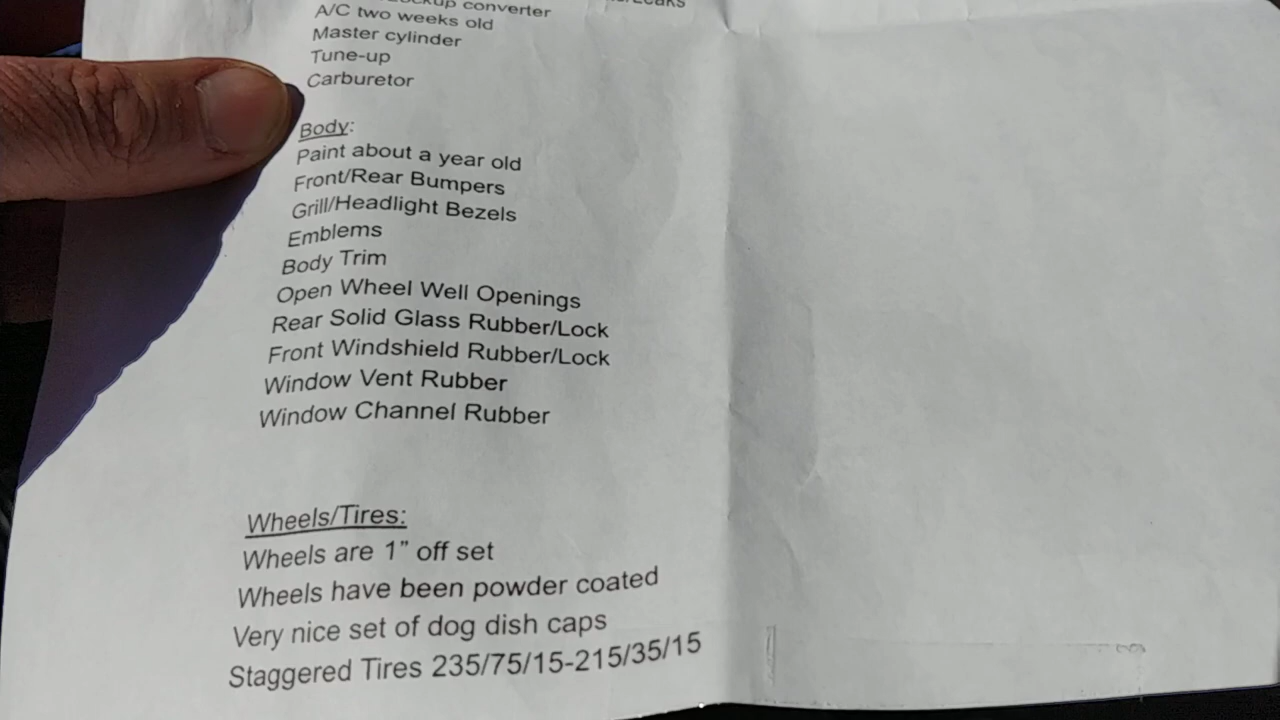 converter
A/C two weeks old
Master cylinder
Tune-up
Carburetor
Body:
Paint about a year old
Front/Rear Bumpers
Grill/Headlight Bezels
Emblems
Body Trim
Open Wheel Well Openings
Rear Solid Glass Rubber/Lock
Front Windshield Rubber/Lock
Window Vent Rubber
Window Channel Rubber
Wheels/Tires:
Wheels are 1” off set
Wheels have been powder coated
Very nice set of dog dish caps
Staggered Tires 235/75/15-215/35/15